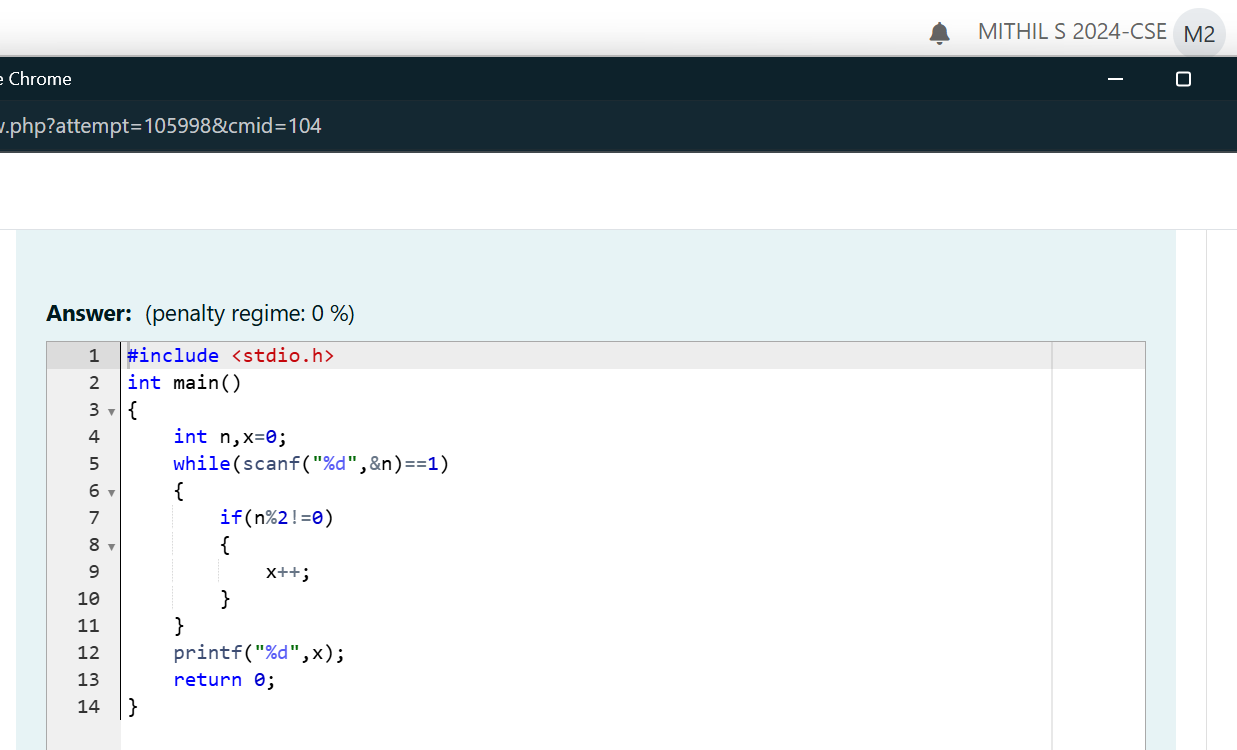 MITHIL S 2024-CSE M2
Chrome
.php?attempt=105998&cmid=104
Answer: (penalty regime: 0 %)
1 #include <stdio.h>
2 int main()
3 {
4     int n,x=0;
5     while(scanf("%d",&n)==1)
6     {
7         if(n%2!=0)
8         {
9             x++;
10         }
11     }
12     printf("%d",x);
13     return 0;
14 }